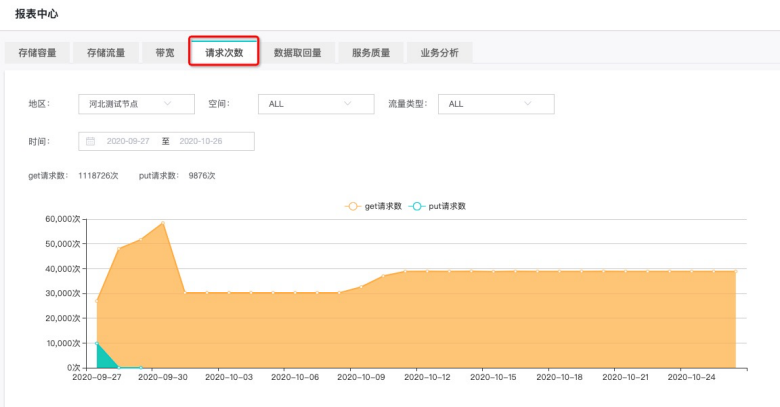 报表中心
存储容量 存储流量 带宽 请求次数 数据取回量 服务质量 业务分析
地区: 河北测试节点 空间: ALL 流量类型: ALL
时间: 2020-09-27 至 2020-10-26
get请求数: 1118726次 put请求数: 9876次
get请求数 put请求数
60,000次
50,000次
40,000次
30,000次
20,000次
10,000次
0次
2020-09-27 2020-09-30 2020-10-03 2020-10-06 2020-10-09 2020-10-12 2020-10-15 2020-10-18 2020-10-21 2020-10-24